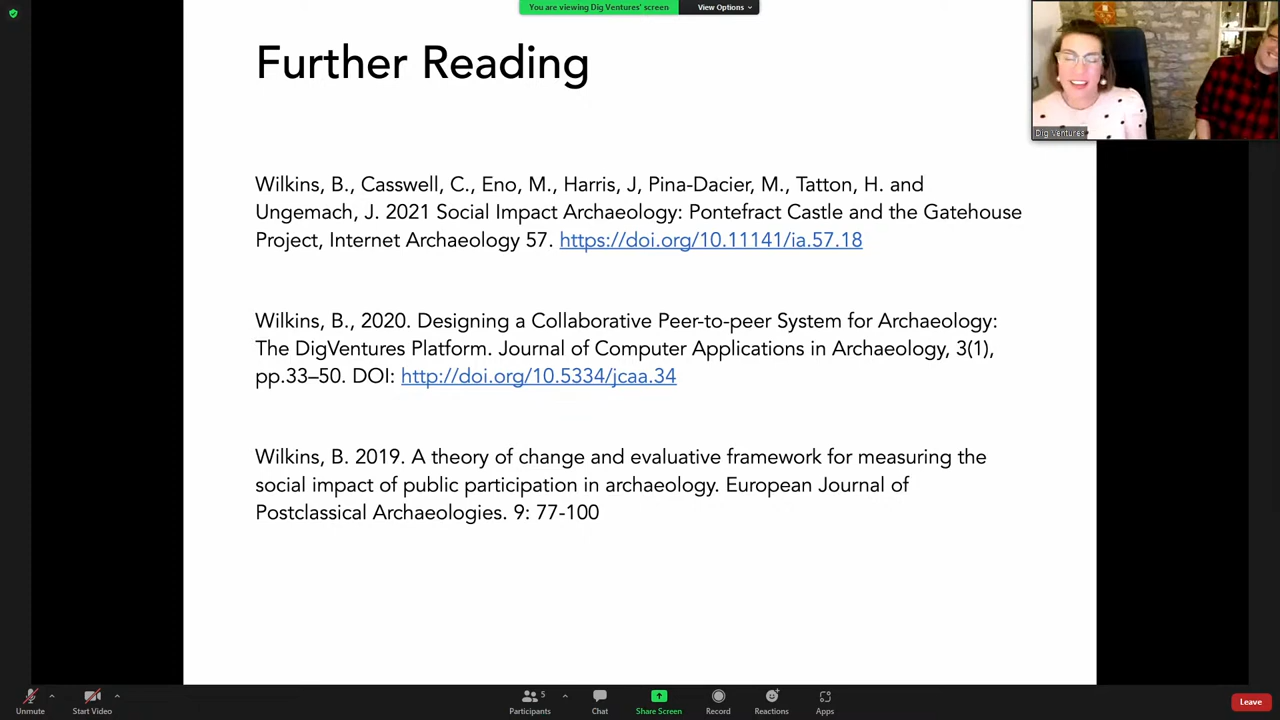 You are viewing Dig Ventures' screen
View Options
Further Reading
Dig Ventures
Wilkins, B., Casswell, C., Eno, M., Harris, J, Pina-Dacier, M., Tatton, H. and
Ungemach, J. 2021 Social Impact Archaeology: Pontefract Castle and the Gatehouse
Project, Internet Archaeology 57. https://doi.org/10.11141/ia.57.18
Wilkins, B., 2020. Designing a Collaborative Peer-to-peer System for Archaeology:
The DigVentures Platform. Journal of Computer Applications in Archaeology, 3(1),
pp.33–50. DOI: http://doi.org/10.5334/jcaa.34
Wilkins, B. 2019. A theory of change and evaluative framework for measuring the
social impact of public participation in archaeology. European Journal of
Postclassical Archaeologies. 9: 77-100
Unmute
Start Video
Participants 5
Chat
Share Screen
Record
Reactions
Apps
Leave